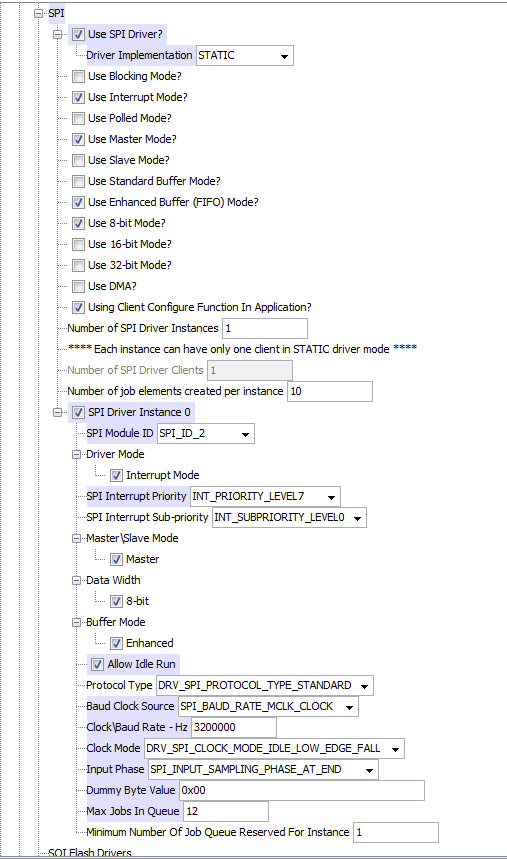 SPI
Use SPI Driver?
Driver Implementation STATIC
Use Blocking Mode?
Use Interrupt Mode?
Use Polled Mode?
Use Master Mode?
Use Slave Mode?
Use Standard Buffer Mode?
Use Enhanced Buffer (FIFO) Mode?
Use 8-bit Mode?
Use 16-bit Mode?
Use 32-bit Mode?
Use DMA?
Using Client Configure Function In Application?
Number of SPI Driver Instances 1
**** Each instance can have only one client in STATIC driver mode ****
Number of SPI Driver Clients 1
Number of job elements created per instance 10
SPI Driver Instance 0
SPI Module ID SPI_ID_2
Driver Mode
Interrupt Mode
SPI Interrupt Priority INT_PRIORITY_LEVEL7
SPI Interrupt Sub-priority INT_SUBPRIORITY_LEVEL0
Master\Slave Mode
Master
Data Width
8-bit
Buffer Mode
Enhanced
Allow Idle Run
Protocol Type DRV_SPI_PROTOCOL_TYPE_STANDARD
Baud Clock Source SPI_BAUD_RATE_MCLK_CLOCK
Clock\Baud Rate - Hz 3200000
Clock Mode DRV_SPI_CLOCK_MODE_IDLE_LOW_EDGE_FALL
Input Phase SPI_INPUT_SAMPLING_PHASE_AT_END
Dummy Byte Value 0x00
Max Jobs In Queue 12
Minimum Number Of Job Queue Reserved For Instance 1
SQI Flash Drivers